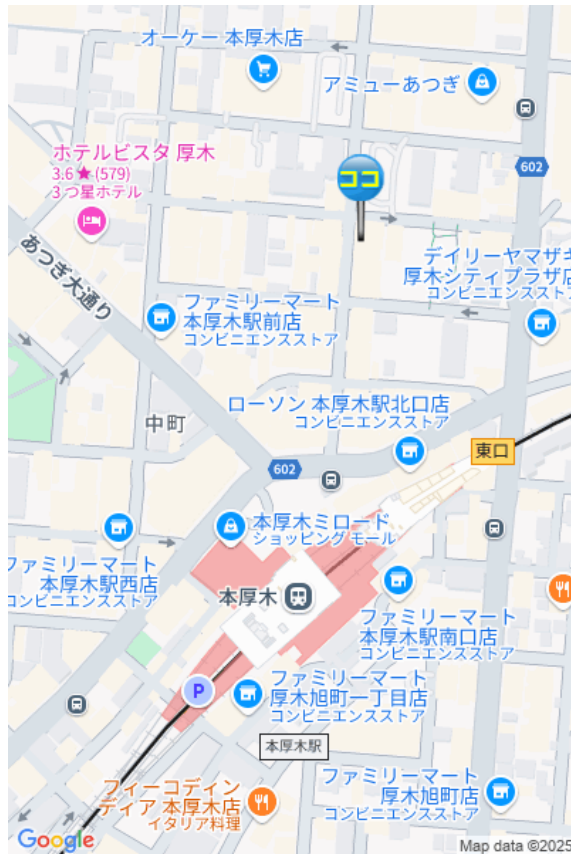 オーケー 本厚木店
アミューあつぎ
ホテルビスタ 厚木
3.6★(579)
3 つ星ホテル
ココ
602
あつぎ大通り
デイリーヤマザキ
厚木シティプラザ店
コンビニエンススト
ファミリーマート
本厚木駅前店
コンビニエンスストア
中町
ローソン 本厚木駅北口店
コンビニエンスストア
東口
602
本厚木ミロード
ショッピング モール
ファミリーマート
本厚木駅西店
コンビニエンスストア
本厚木
ファミリーマート
本厚木駅南口店
コンビニエンスストア
P
ファミリーマート
厚木旭町一丁目店
コンビニエンスストア
本厚木駅
フィーコディン
ディア 本厚木店
イタリア料理
ファミリーマート
厚木旭町店
コンビニエンスストア
Google
Map data ©2025